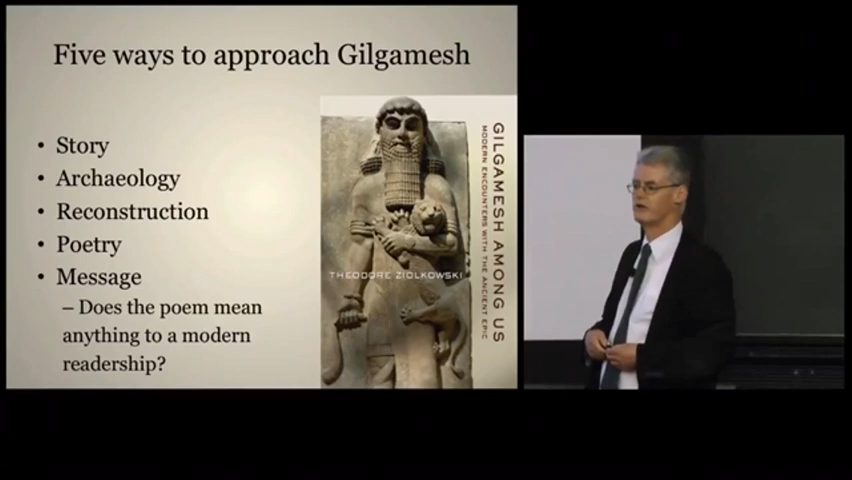 Five ways to approach Gilgamesh
• Story
• Archaeology
• Reconstruction
• Poetry
• Message
– Does the poem mean
anything to a modern
readership?
THEODORE ZIOLKOWSKI
GILGAMESH AMONG US
MODERN ENCOUNTERS WITH THE ANCIENT EPIC